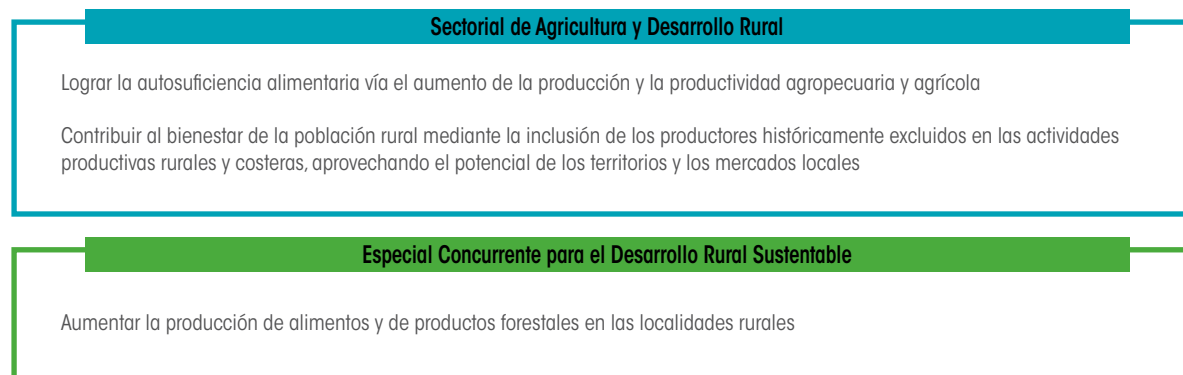 Sectorial de Agricultura y Desarrollo Rural
Lograr la autosuficiencia alimentaria vía el aumento de la producción y la productividad agropecuaria y agrícola
Contribuir al bienestar de la población rural mediante la inclusión de los productores históricamente excluidos en las actividades
productivas rurales y costeras, aprovechando el potencial de los territorios y los mercados locales
Especial Concurrente para el Desarrollo Rural Sustentable
Aumentar la producción de alimentos y de productos forestales en las localidades rurales